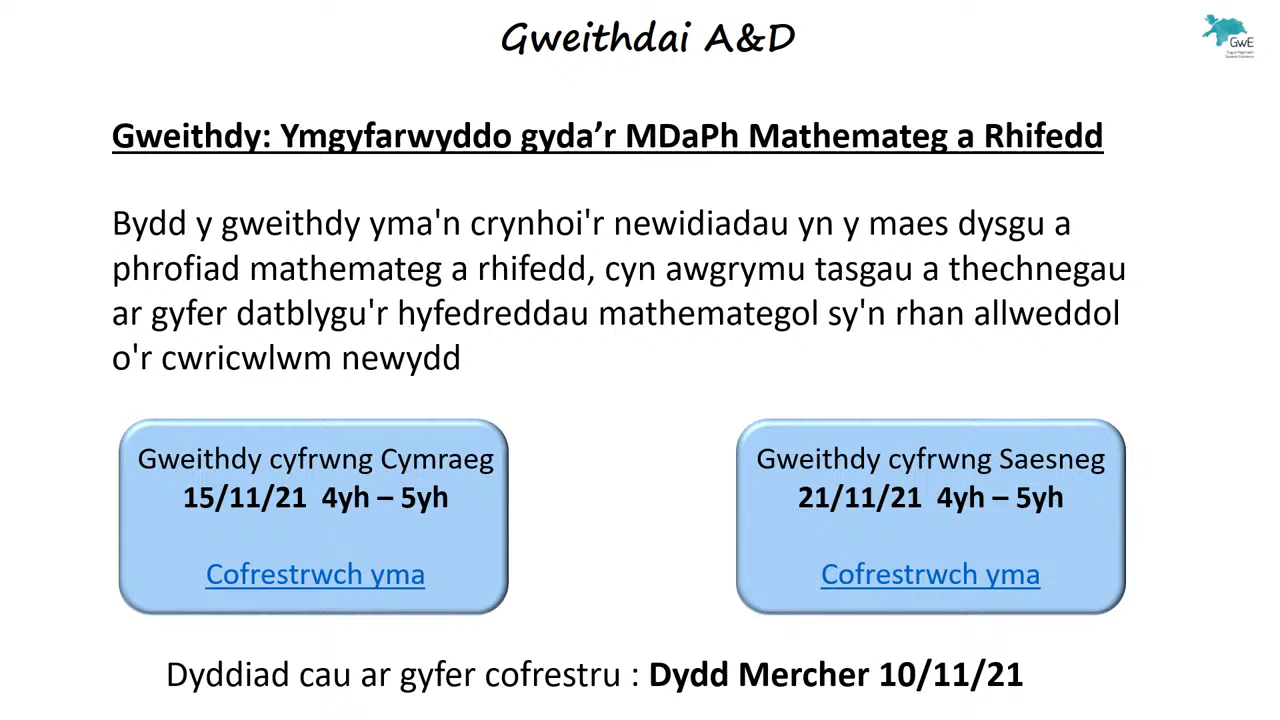 Gweithdai A&D
GwE
Gweithdy: Ymgyfarwyddo gyda’r MDaPh Mathemateg a Rhifedd
Bydd y gweithdy yma'n crynhoi'r newidiadau yn y maes dysgu a
phrofiad mathemateg a rhifedd, cyn awgrymu tasgau a thechnegau
ar gyfer datblygu'r hyfedreddau mathemategol sy'n rhan allweddol
o'r cwricwlwm newydd
Gweithdy cyfrwng Cymraeg
15/11/21 4yh – 5yh
Cofrestrwch yma
Gweithdy cyfrwng Saesneg
21/11/21 4yh – 5yh
Cofrestrwch yma
Dyddiad cau ar gyfer cofrestru : Dydd Mercher 10/11/21